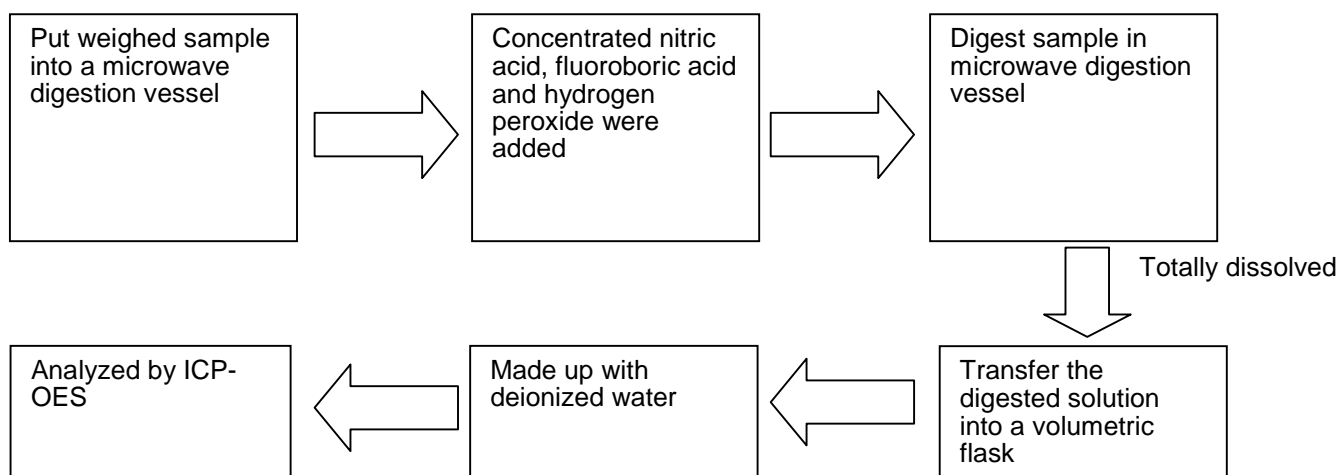 Put weighed sample
into a microwave
digestion vessel
Concentrated nitric
acid, fluoroboric acid
and hydrogen
peroxide were
added
Digest sample in
microwave digestion
vessel
Totally dissolved
Transfer the
digested solution
into a volumetric
flask
Made up with
deionized water
Analyzed by ICP-
OES